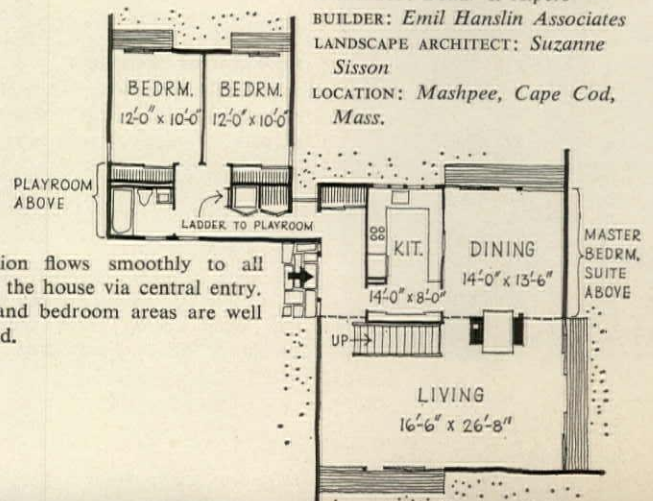 BUILDER: Emil Hanslin Associates
LANDSCAPE ARCHITECT: Suzanne
Sisson
LOCATION: Mashpee, Cape Cod,
Mass.
BEDRM.
12'-0" x 10'-0"
BEDRM.
12'-0" x 10'-0"
PLAYROOM
ABOVE
LADDER TO PLAYROOM
KIT.
14'-0" x 8'-0"
DINING
14'-0" x 13'-6"
MASTER
BEDRM.
SUITE
ABOVE
flows smoothly to all
the house via central entry.
and bedroom areas are well
UP
LIVING
16'-6" x 26'-8"